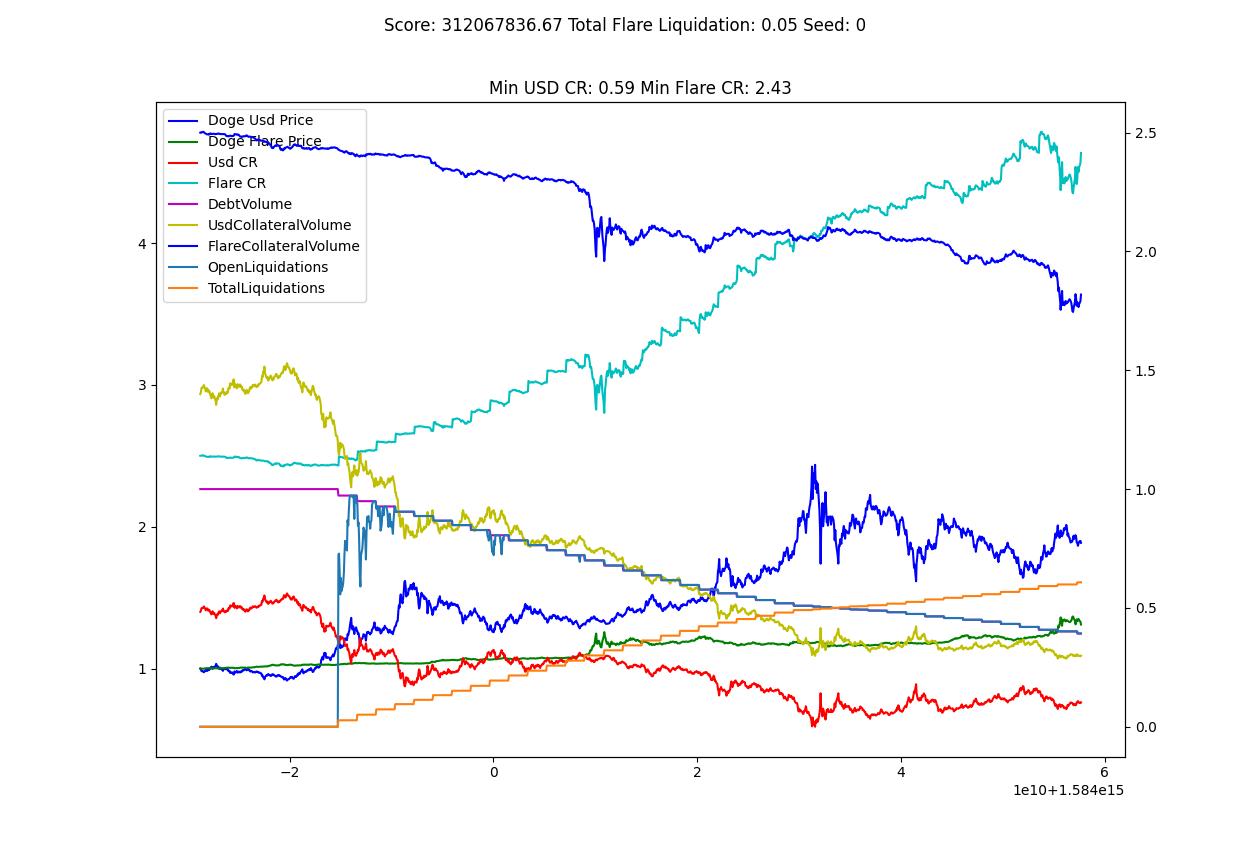 Score: 312067836.67 Total Flare Liquidation: 0.05 Seed: 0
Min USD CR: 0.59 Min Flare CR: 2.43
Doge Usd Price
Doge Flare Price
Usd CR
Flare CR
DebtVolume
UsdCollateralVolume
FlareCollateralVolume
OpenLiquidations
TotalLiquidations
4
3
2
1
2.5
2.0
1.5
1.0
0.5
0.0
−2
0
2
4
6
1e10+1.584e15